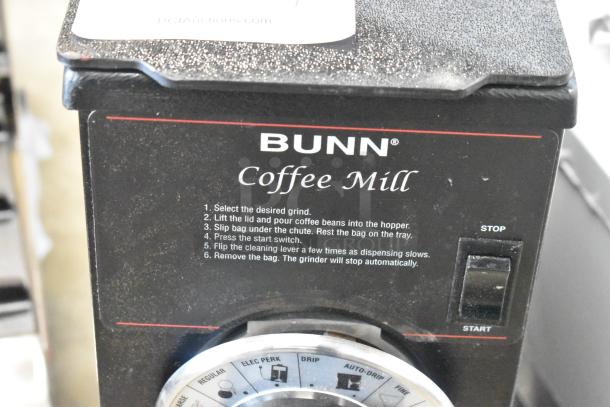 PCIAuctions.com
BUNN®
Coffee Mill
1. Select the desired grind.
2. Lift the lid and pour coffee beans into the hopper.
3. Slip bag under the chute. Rest the bag on the tray.
4. Press the start switch.
5. Flip the cleaning lever a few times as dispensing slows.
6. Remove the bag. The grinder will stop automatically.
STOP
START
REGULAR ELEC PERK DRIP AUTO-DRIP FINE